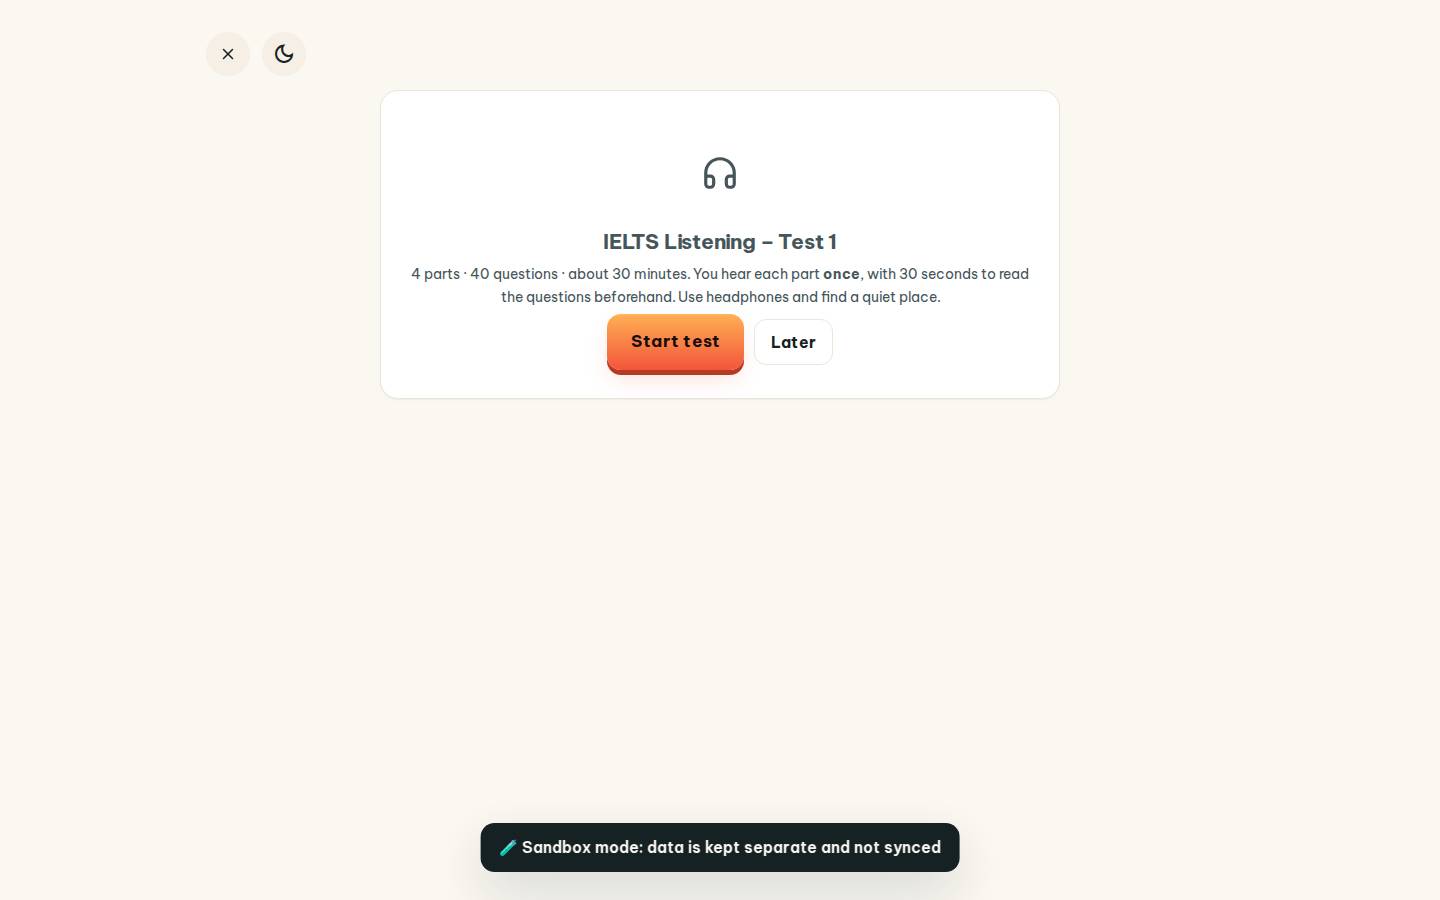 IELTS Listening – Test 1
4 parts · 40 questions · about 30 minutes. You hear each part once, with 30 seconds to read
the questions beforehand. Use headphones and find a quiet place.
Start test
Later
🧪 Sandbox mode: data is kept separate and not synced